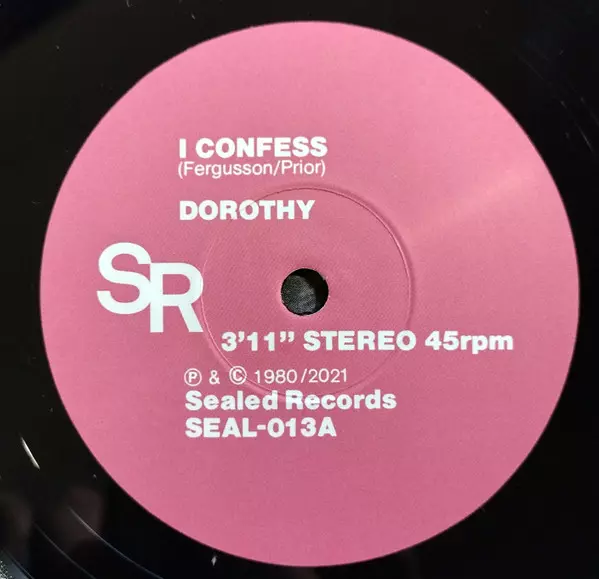 I CONFESS
(Fergusson/Prior)
DOROTHY
SR
3'11" STEREO 45rpm
℗ & © 1980/2021
Sealed Records
SEAL-013A